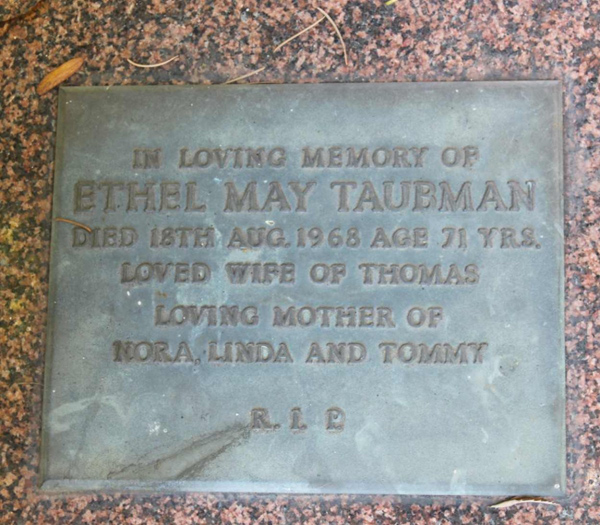 IN LOVING MEMORY OF
ETHEL MAY TAUBMAN
DIED 18TH AUG. 1968 AGE 71 YRS.
LOVED WIFE OF THOMAS
LOVING MOTHER OF
NORA, LINDA AND TOMMY
R. I. P.